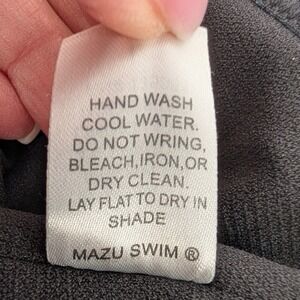 HAND WASH
COOL WATER.
DO NOT WRING,
BLEACH,IRON,OR
DRY CLEAN.
LAY FLAT TO DRY IN
SHADE
MAZU SWIM ®